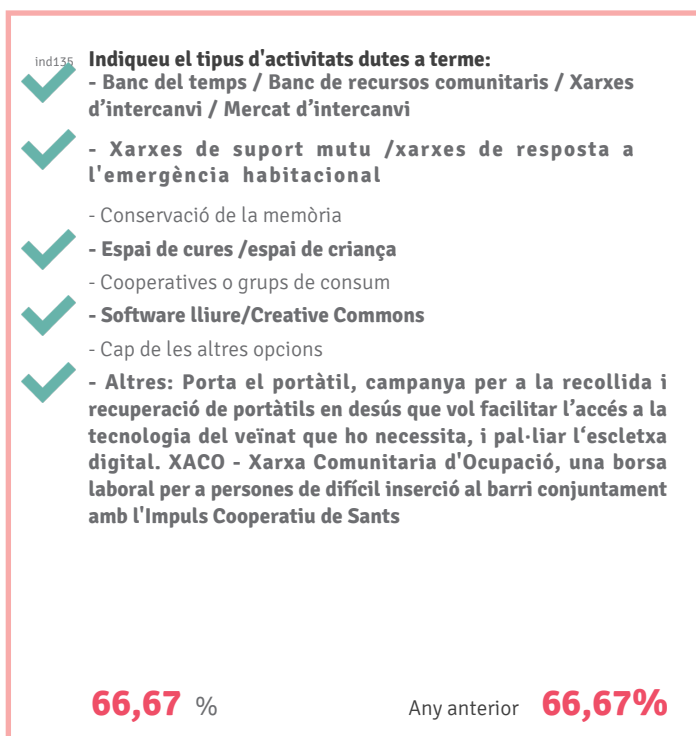 ind135 Indiqueu el tipus d'activitats dutes a terme:
- Banc del temps / Banc de recursos comunitaris / Xarxes
d’intercanvi / Mercat d’intercanvi
- Xarxes de suport mutu /xarxes de resposta a
l'emergència habitacional
- Conservació de la memòria
- Espai de cures /espai de criança
- Cooperatives o grups de consum
- Software lliure/Creative Commons
- Cap de les altres opcions
- Altres: Porta el portàtil, campanya per a la recollida i
recuperació de portàtils en desús que vol facilitar l’accés a la
tecnologia del veïnat que ho necessita, i pal·liar l‘escletxa
digital. XACO - Xarxa Comunitaria d'Ocupació, una borsa
laboral per a persones de difícil inserció al barri conjuntament
amb l'Impuls Cooperatiu de Sants
66,67 % Any anterior 66,67%